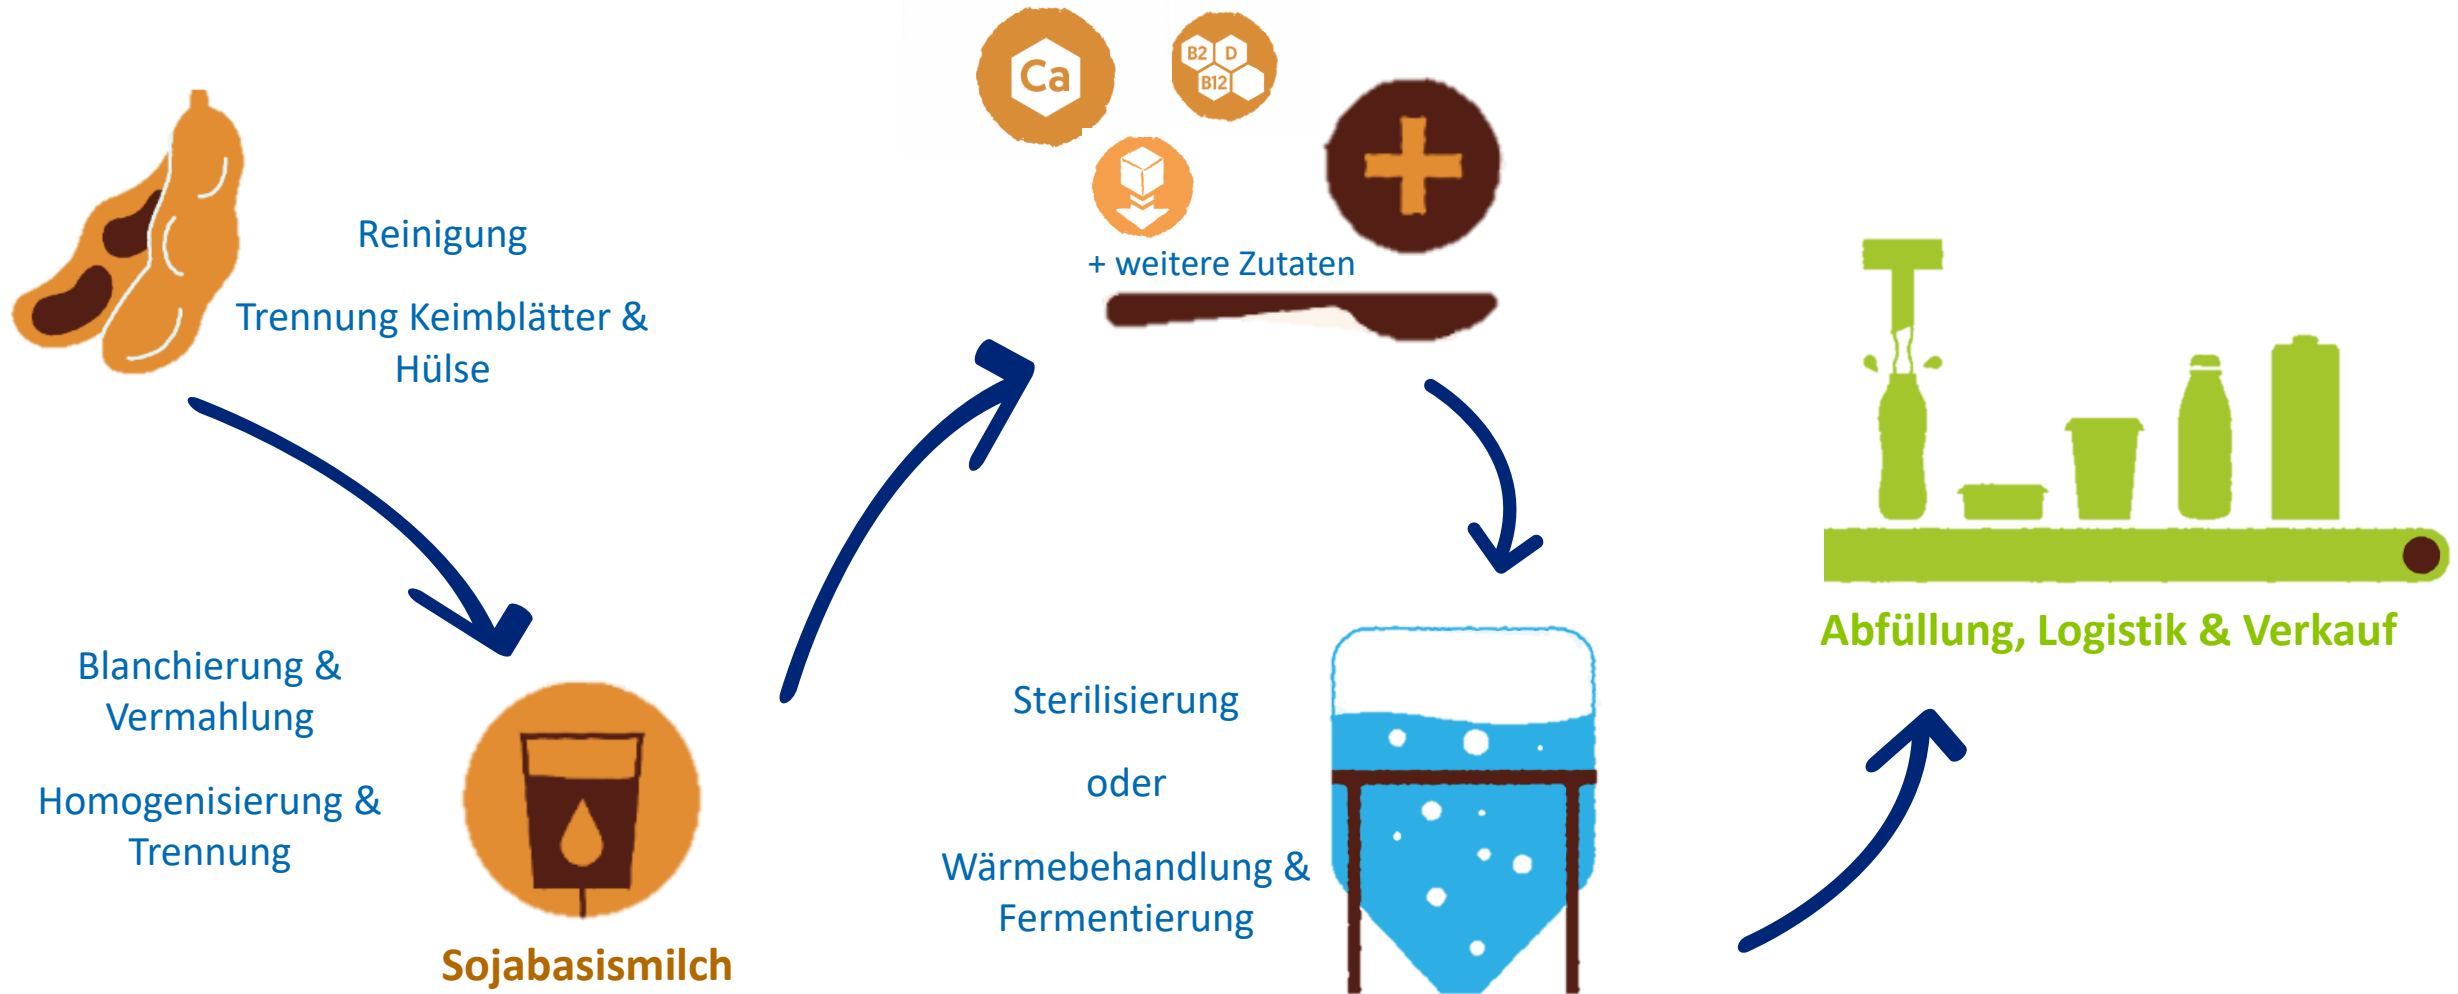 Reinigung
Trennung Keimblätter &
Hülse
Blanchierung &
Vermahlung
Homogenisierung &
Trennung
Sojabasismilch
Ca
B2 D
B12
+ weitere Zutaten
Sterilisierung
oder
Wärmebehandlung &
Fermentierung
Abfüllung, Logistik & Verkauf